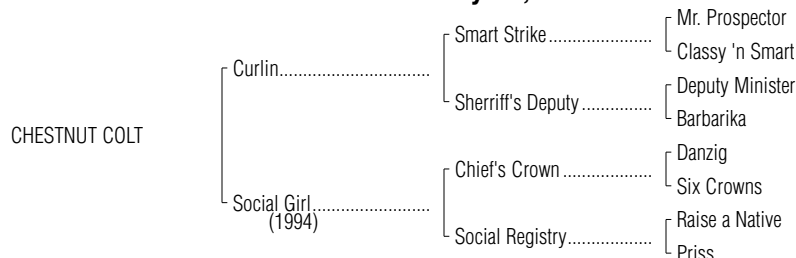 Mr. Prospector
Smart Strike
Classy 'n Smart
Curlin
Deputy Minister
Sherriff's Deputy
Barbarika
CHESTNUT COLT
Danzig
Chief's Crown
Six Crowns
Social Girl
(1994)
Raise a Native
Social Registry
Priss